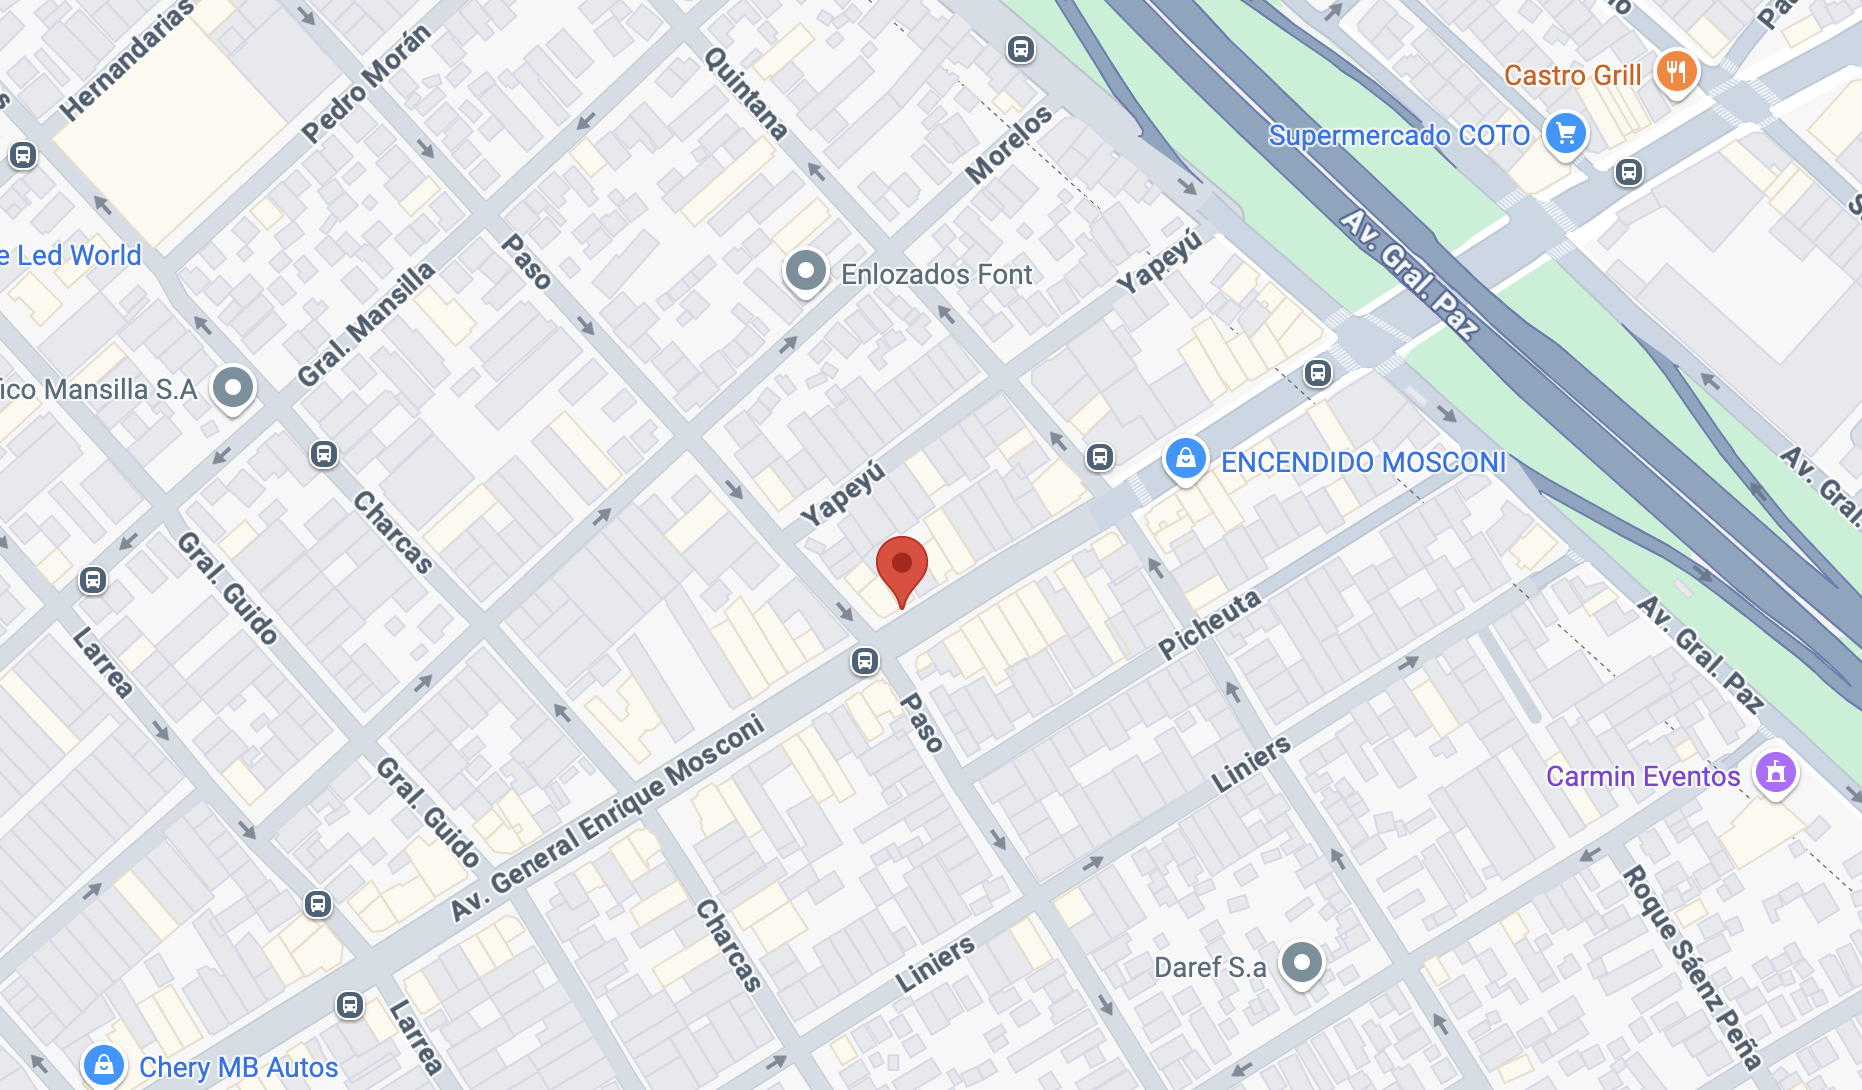 Hernandarias
Pedro Morán
Quintana
Morelos
Castro Grill
Supermercado COTO
Av. Gral. Paz
e Led World
Paso
Enlozados Font
Yapeyú
Gral. Mansilla
ico Mansilla S.A
Charcas
Yapeyú
ENCENDIDO MOSCONI
Av. Gral.
Gral. Guido
Larrea
Picheuta
Av. Gral. Paz
Paso
Liniers
Carmin Eventos
Gral. Guido
Av. General Enrique Mosconi
Charcas
Liniers
Daref S.a
Roque Sáenz Peña
Larrea
Chery MB Autos